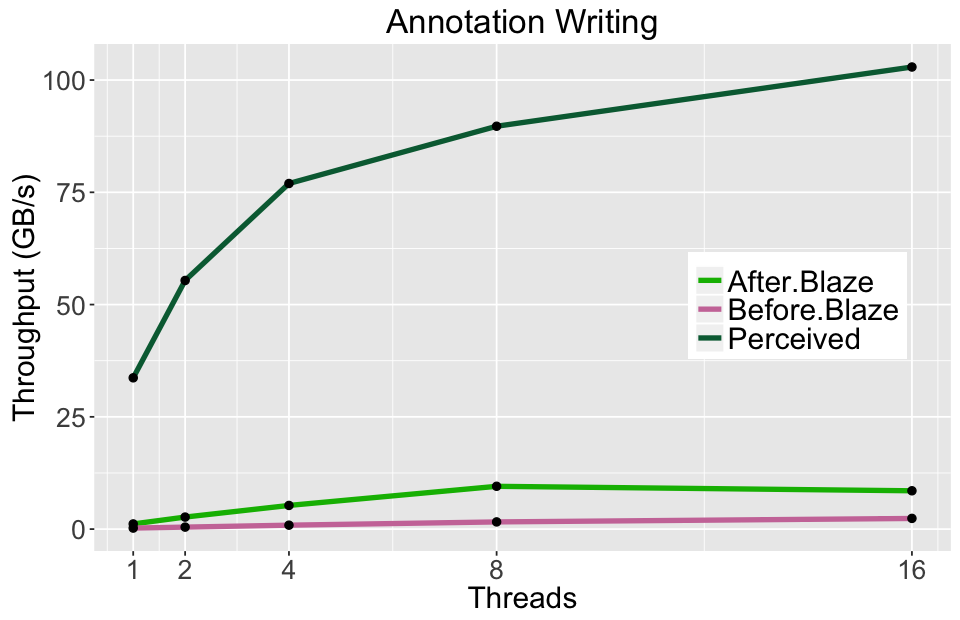 Annotation Writing
Throughput (GB/s)
100
75
50
25
0
After.Blaze
Before.Blaze
Perceived
1 2 4 8 16
Threads